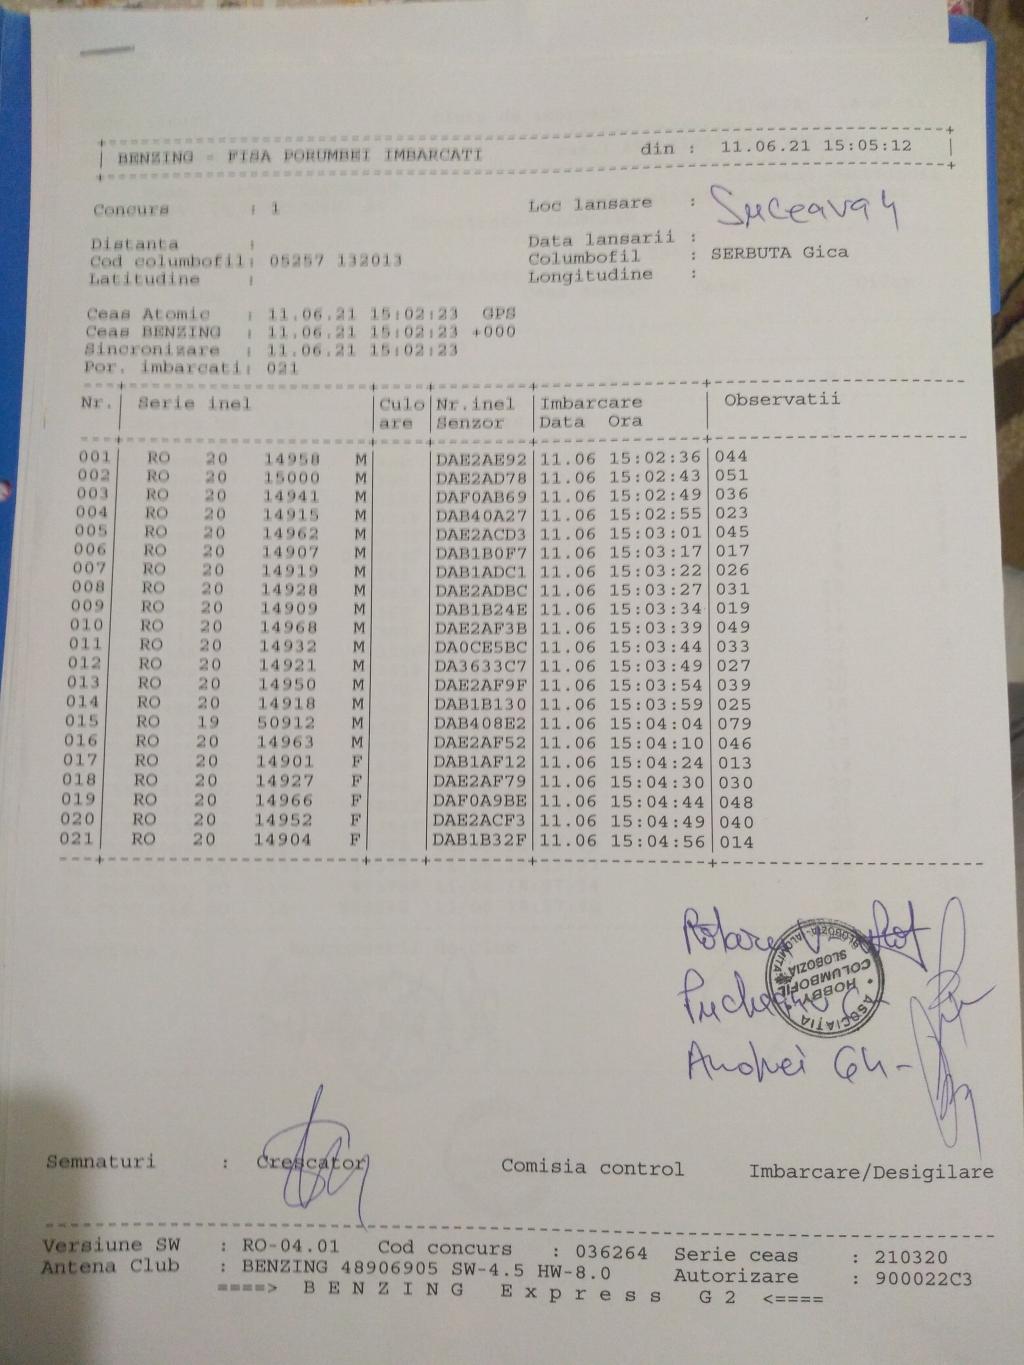 BENZING - FISA PORUMBEI IMBARCATI din : 11.06.21 15:05:12
Concurs : 1 Loc lansare : Suceava 4
Distanta : Data lansarii :
Cod columbofil: 05257 132013 Columbofil : SERBUTA Gica
Latitudine : Longitudine :
Ceas Atomic : 11.06.21 15:02:23 GPS
Ceas BENZING : 11.06.21 15:02:23 +000
Sincronizare : 11.06.21 15:02:23
Por. imbarcati: 021
Nr. Serie inel Culo Nr.inel Imbarcare Observatii
are Senzor Data Ora
001 RO 20 14958 M DAE2AE92 11.06 15:02:36 044
002 RO 20 15000 M DAE2AD78 11.06 15:02:43 051
003 RO 20 14941 M DAF0AB69 11.06 15:02:49 036
004 RO 20 14915 M DAB40A27 11.06 15:02:55 023
005 RO 20 14962 M DAE2ACD3 11.06 15:03:01 045
006 RO 20 14907 M DAB1B0F7 11.06 15:03:17 017
007 RO 20 14919 M DAB1ADC1 11.06 15:03:22 026
008 RO 20 14928 M DAE2ADBC 11.06 15:03:27 031
009 RO 20 14909 M DAB1B24E 11.06 15:03:34 019
010 RO 20 14968 M DAE2AF3B 11.06 15:03:39 049
011 RO 20 14932 M DA0CE5BC 11.06 15:03:44 033
012 RO 20 14921 M DA3633C7 11.06 15:03:49 027
013 RO 20 14950 M DAE2AF9F 11.06 15:03:54 039
014 RO 20 14918 M DAB1B130 11.06 15:03:59 025
015 RO 19 50912 M DAB408E2 11.06 15:04:04 079
016 RO 20 14963 M DAE2AF52 11.06 15:04:10 046
017 RO 20 14901 F DAB1AF12 11.06 15:04:24 013
018 RO 20 14927 F DAE2AF79 11.06 15:04:30 030
019 RO 20 14966 F DAF0A9BE 11.06 15:04:44 048
020 RO 20 14952 F DAE2ACF3 11.06 15:04:49 040
021 RO 20 14904 F DAB1B32F 11.06 15:04:56 014
ASOCIAȚIA
HOBBY
COLUMBOFIL
SLOBOZIA
SLOBOZIA - IALOMITA
Andrei Gh-
Semnaturi : Crescator Comisia control Imbarcare/Desigilare
Versiune SW : RO-04.01 Cod concurs : 036264 Serie ceas : 210320
Antena Club : BENZING 48906905 SW-4.5 HW-8.0 Autorizare : 900022C3
====> B E N Z I N G E x p r e s s G 2 <====